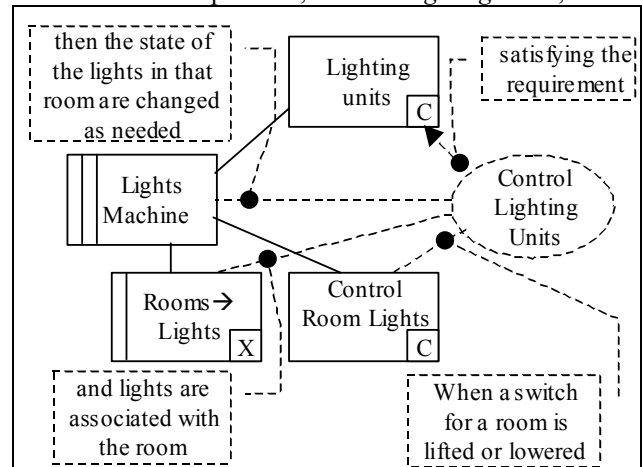 then the state of
the lights in that
room are changed
as needed
Lighting
units
C
satisfying the
requirement
Lights
Machine
Control
Lighting
Units
Rooms→
Lights
X
Control
Room Lights
C
and lights are
associated with
the room
When a switch
for a room is
lifted or lowered